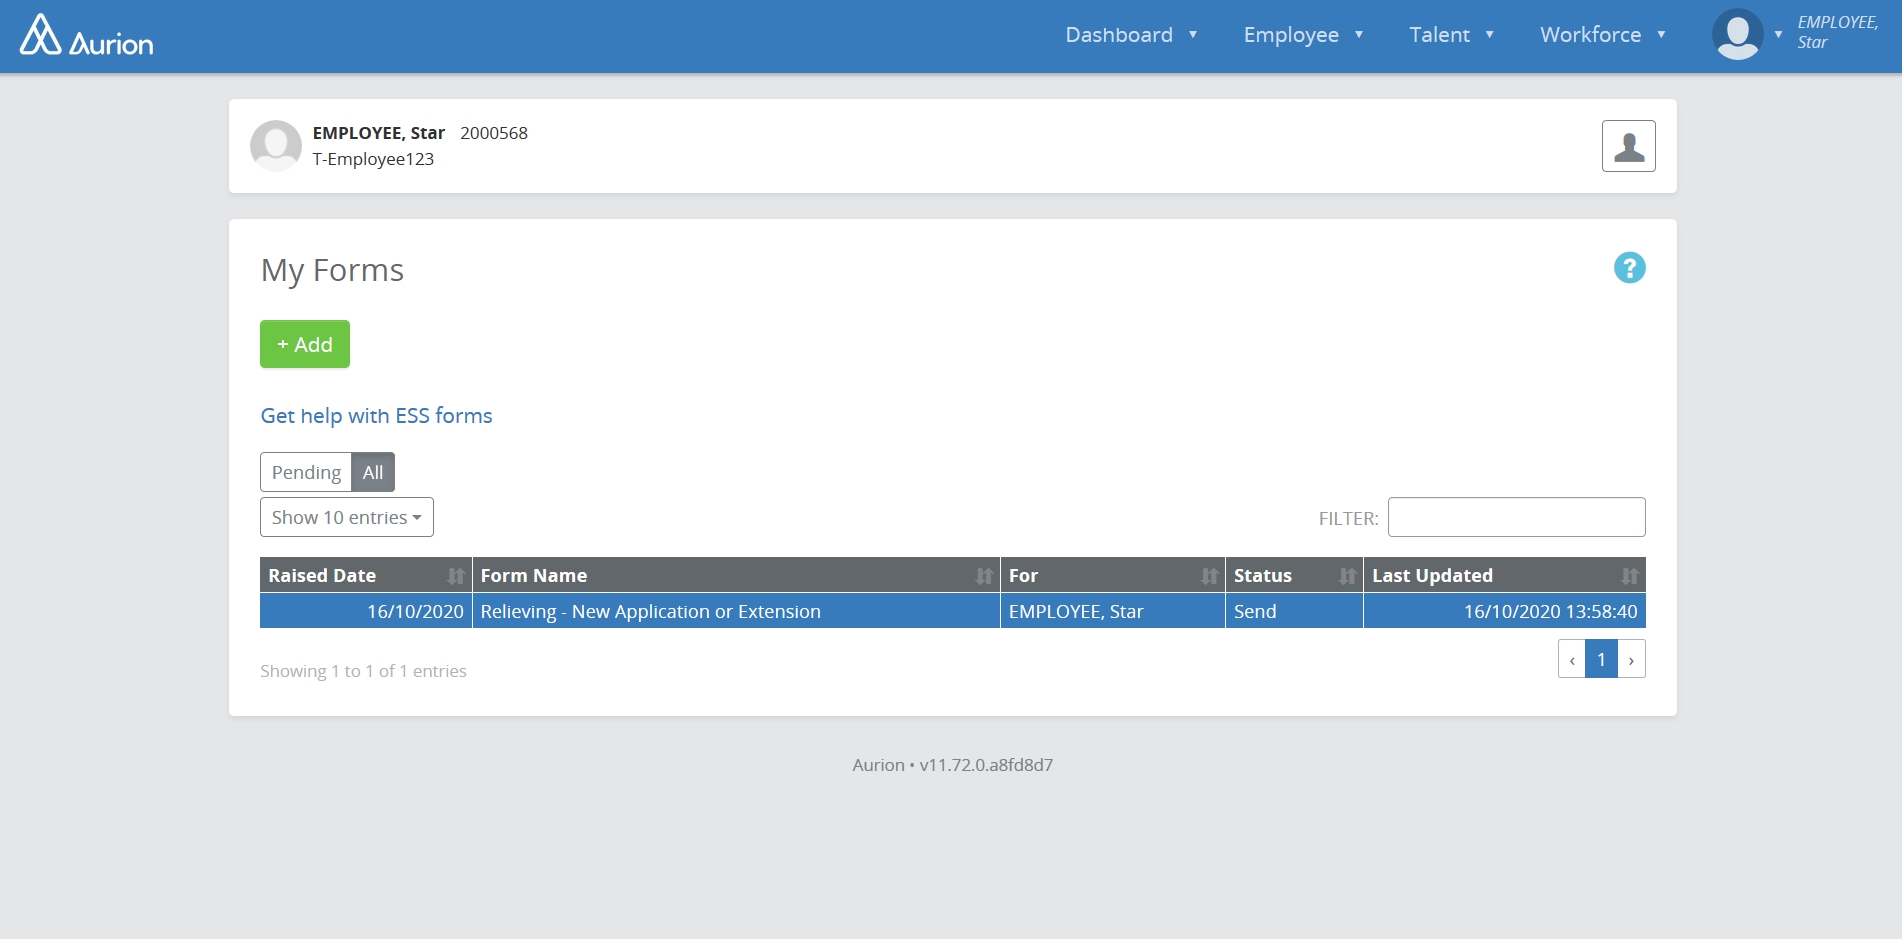 Aurion
Dashboard ▼ Employee ▼ Talent ▼ Workforce ▼ ▼ EMPLOYEE,
Star
EMPLOYEE, Star 2000568
T-Employee123
My Forms
?
+ Add
Get help with ESS forms
Pending All
Show 10 entries
FILTER:
Raised Date Form Name For Status Last Updated
16/10/2020 Relieving - New Application or Extension EMPLOYEE, Star Send 16/10/2020 13:58:40
‹ 1 ›
Showing 1 to 1 of 1 entries
Aurion • v11.72.0.a8fd8d7